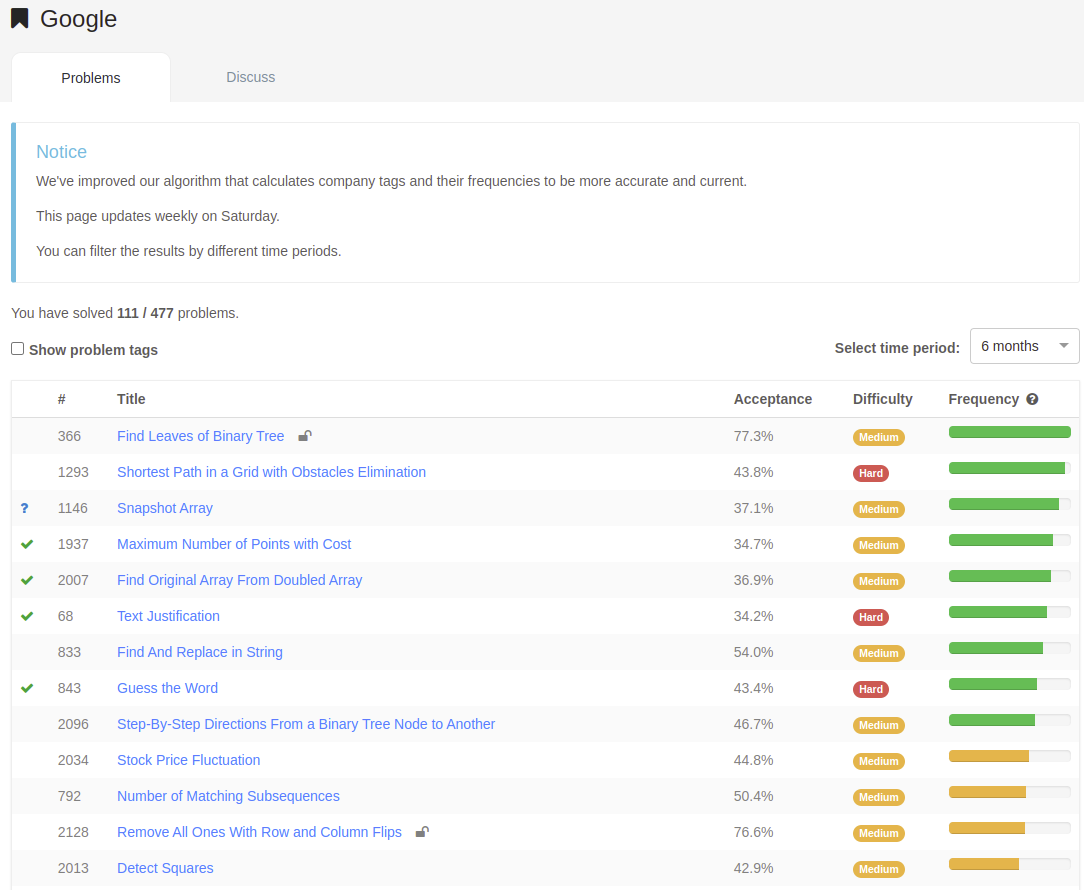 Google
Problems Discuss
Notice
We've improved our algorithm that calculates company tags and their frequencies to be more accurate and current.
This page updates weekly on Saturday.
You can filter the results by different time periods.
You have solved 111 / 477 problems.
Show problem tags Select time period: 6 months
# Title Acceptance Difficulty Frequency ?
366 Find Leaves of Binary Tree 77.3% Medium
1293 Shortest Path in a Grid with Obstacles Elimination 43.8% Hard
? 1146 Snapshot Array 37.1% Medium
1937 Maximum Number of Points with Cost 34.7% Medium
2007 Find Original Array From Doubled Array 36.9% Medium
68 Text Justification 34.2% Hard
833 Find And Replace in String 54.0% Medium
843 Guess the Word 43.4% Hard
2096 Step-By-Step Directions From a Binary Tree Node to Another 46.7% Medium
2034 Stock Price Fluctuation 44.8% Medium
792 Number of Matching Subsequences 50.4% Medium
2128 Remove All Ones With Row and Column Flips 76.6% Medium
2013 Detect Squares 42.9% Medium